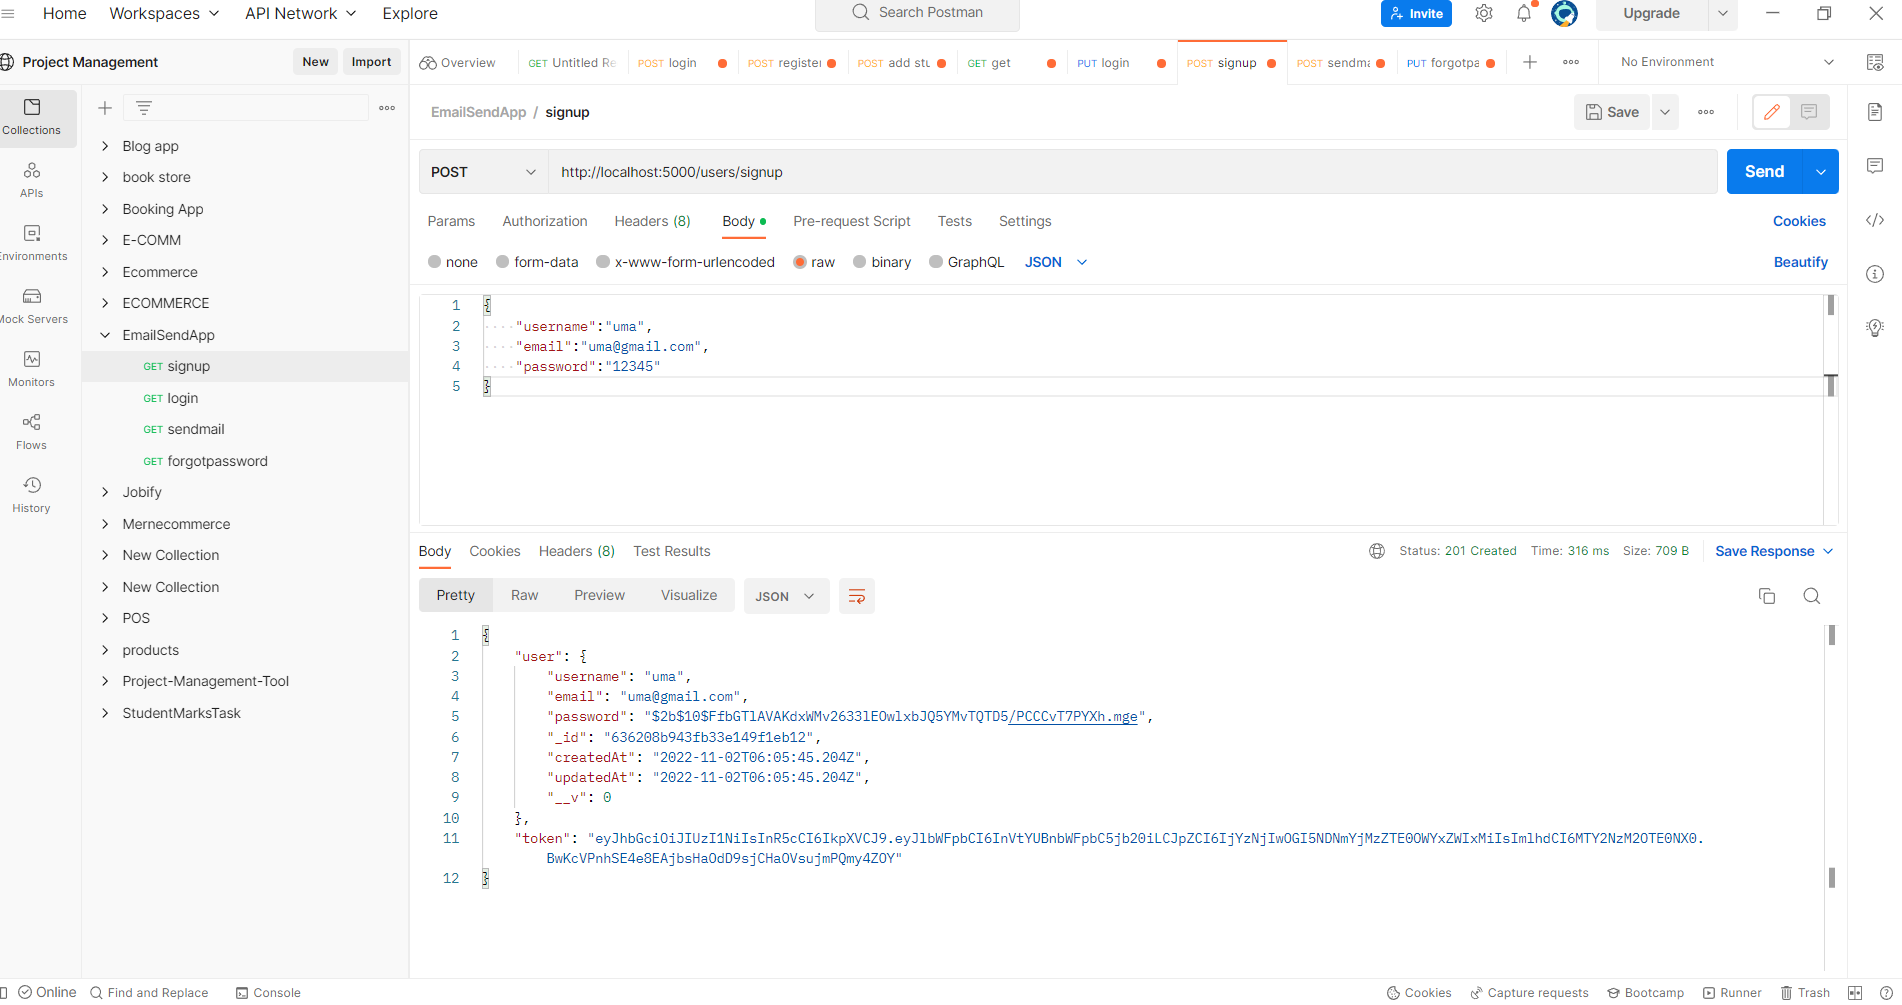 Home Workspaces API Network Explore Search Postman Invite Upgrade
Project Management New Import Overview GET Untitled Re POST login POST register POST add stu GET get PUT login POST signup POST sendma PUT forgotpa No Environment
Collections
APIs
Environments
Mock Servers
Monitors
Flows
History
Blog app
book store
Booking App
E-COMM
Ecommerce
ECOMMERCE
EmailSendApp
GET signup
GET login
GET sendmail
GET forgotpassword
Jobify
Mernecommerce
New Collection
New Collection
POS
products
Project-Management-Tool
StudentMarksTask
EmailSendApp / signup Save
POST http://localhost:5000/users/signup Send
Params Authorization Headers (8) Body Pre-request Script Tests Settings Cookies
none form-data x-www-form-urlencoded raw binary GraphQL JSON Beautify
1 {
2 "username":"uma",
3 "email":"uma@gmail.com",
4 "password":"12345"
5 }
Body Cookies Headers (8) Test Results Status: 201 Created Time: 316 ms Size: 709 B Save Response
Pretty Raw Preview Visualize JSON
1 {
2 "user": {
3 "username": "uma",
4 "email": "uma@gmail.com",
5 "password": "$2b$10$FfbGTlAVAKdxWMv2633lEOwlxbJQ5YMvTQTD5/PCCCvT7PYXh.mge",
6 "_id": "636208b943fb33e149f1eb12",
7 "createdAt": "2022-11-02T06:05:45.204Z",
8 "updatedAt": "2022-11-02T06:05:45.204Z",
9 "__v": 0
10 },
11 "token": "eyJhbGciOiJIUzI1NiIsInR5cCI6IkpXVCJ9.eyJlbWFpbCI6InVtYUBnbWFpbC5jb20iLCJpZCI6IjYzNjIwOGI5NDNmYjMzZTE0OWYxZWIxMiIsImlhdCI6MTY2NzM2OTE0NX0.
BwKcVPnhSE4e8EAjbsHaOdD9sjCHaOVsujmPQmy4ZOY"
12 }
Online Find and Replace Console Cookies Capture requests Bootcamp Runner Trash